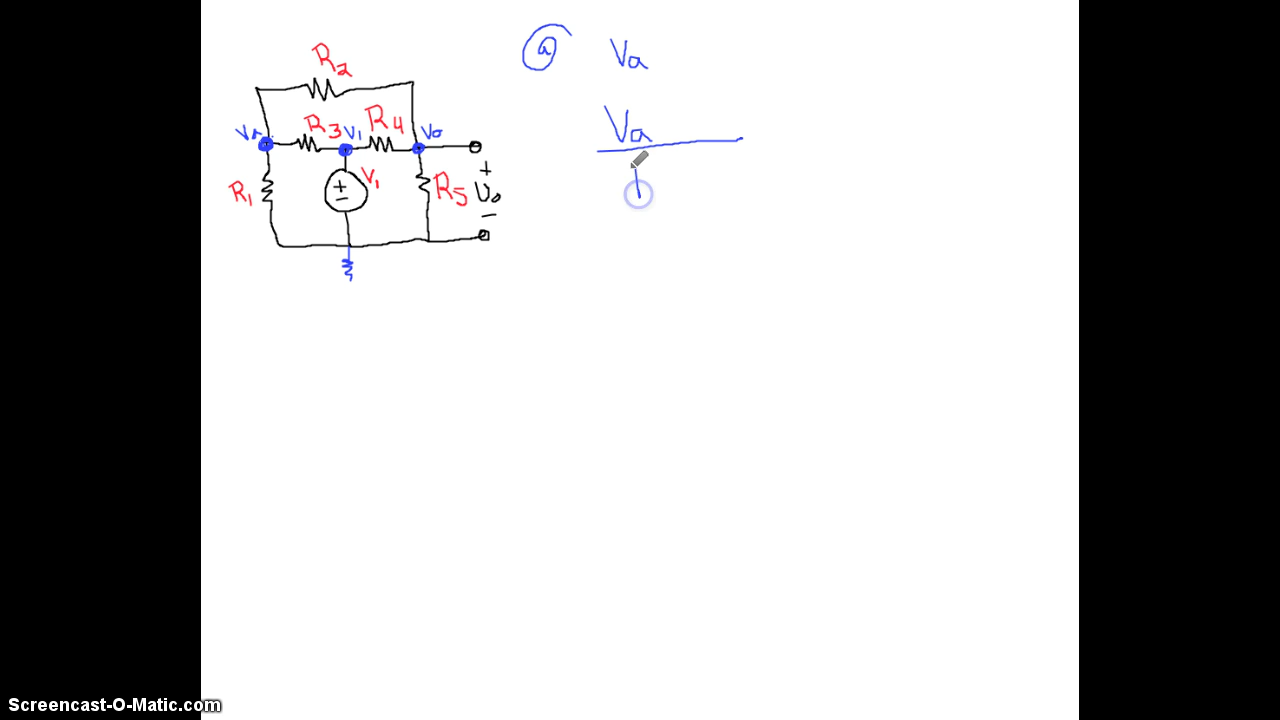 R2
ⓐ Va
Va R3 V1 R4 Vo
Va
R1 + − V1 R5 + Vo −
Screencast-O-Matic.com